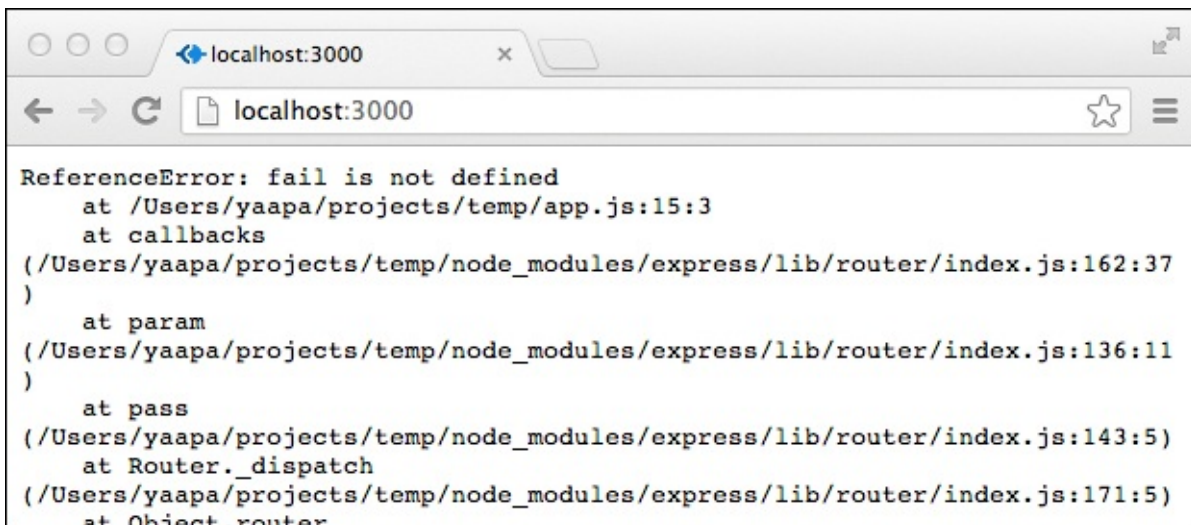 localhost:3000
localhost:3000
ReferenceError: fail is not defined
at /Users/yaapa/projects/temp/app.js:15:3
at callbacks
(/Users/yaapa/projects/temp/node_modules/express/lib/router/index.js:162:37
)
at param
(/Users/yaapa/projects/temp/node_modules/express/lib/router/index.js:136:11
)
at pass
(/Users/yaapa/projects/temp/node_modules/express/lib/router/index.js:143:5)
at Router._dispatch
(/Users/yaapa/projects/temp/node_modules/express/lib/router/index.js:171:5)
at Object router